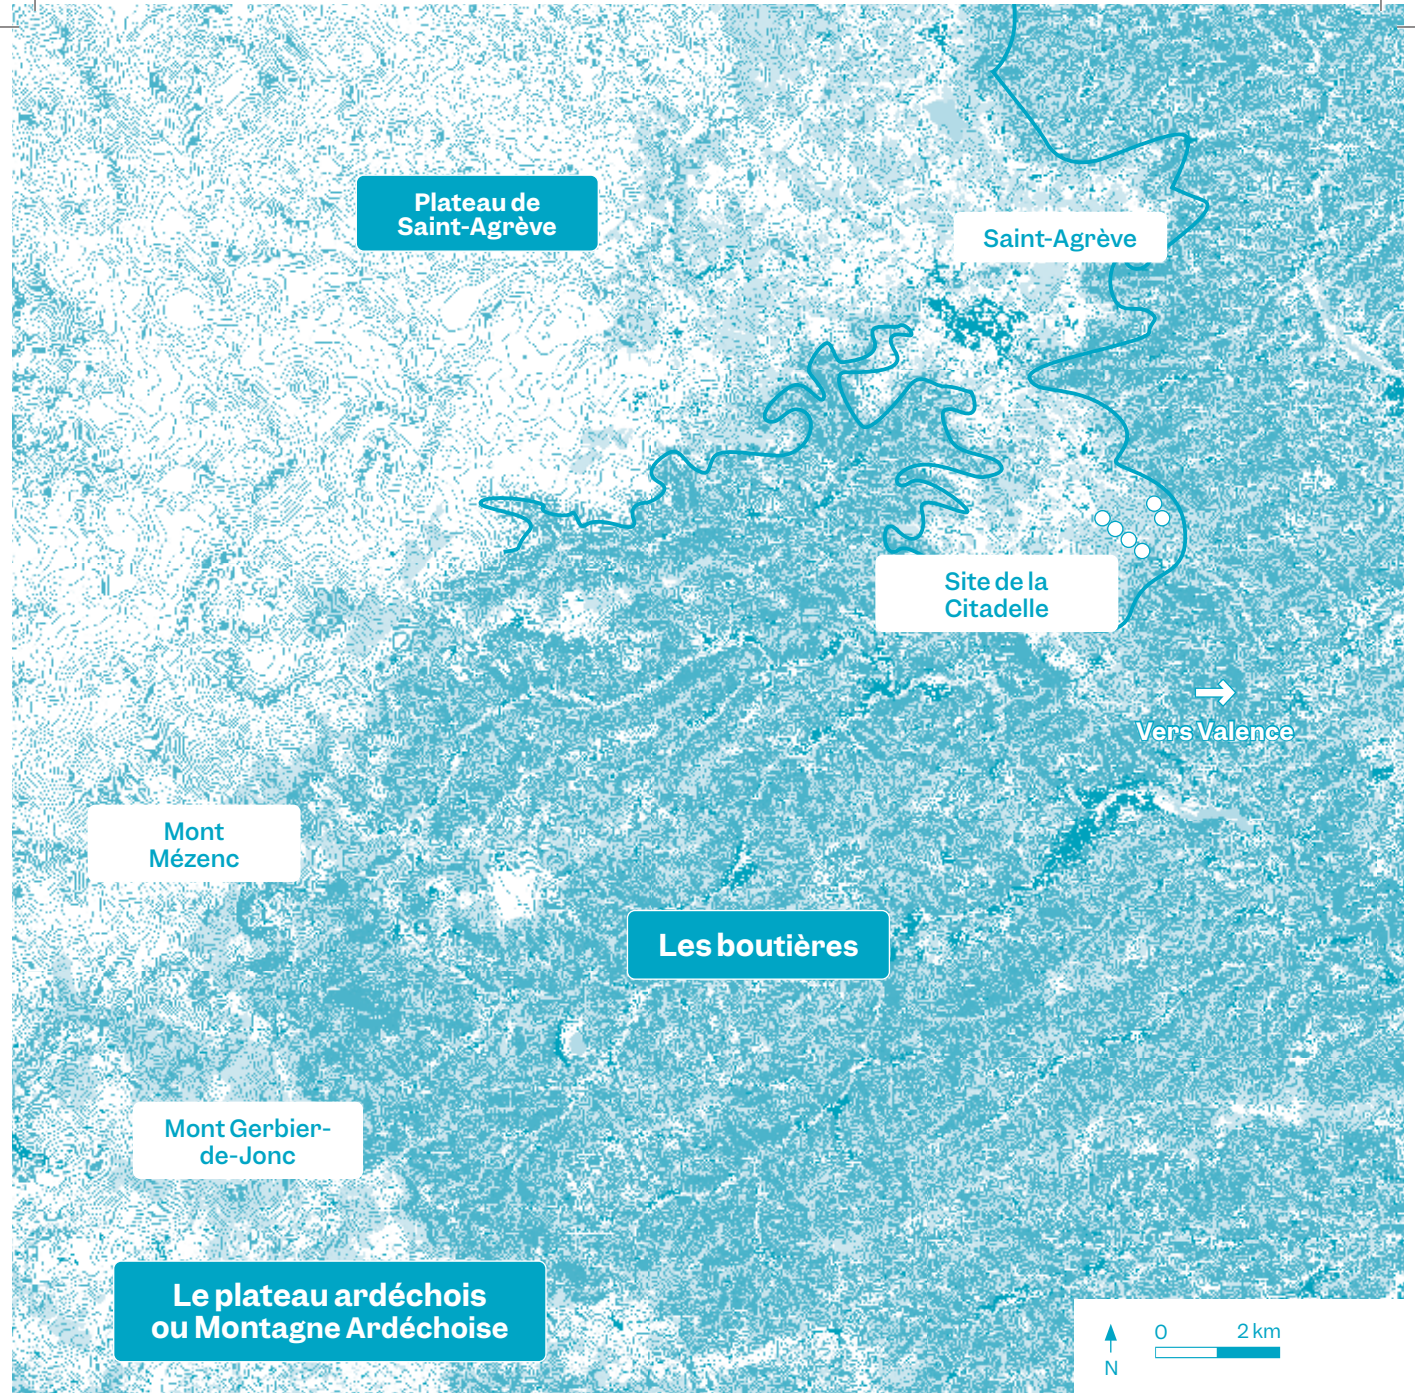 Plateau de
Saint-Agrève
Saint-Agrève
Site de la
Citadelle
Vers Valence
Mont
Mézenc
Les boutières
Mont Gerbier-
de-Jonc
Le plateau ardéchois
ou Montagne Ardéchoise
0 2 km
N